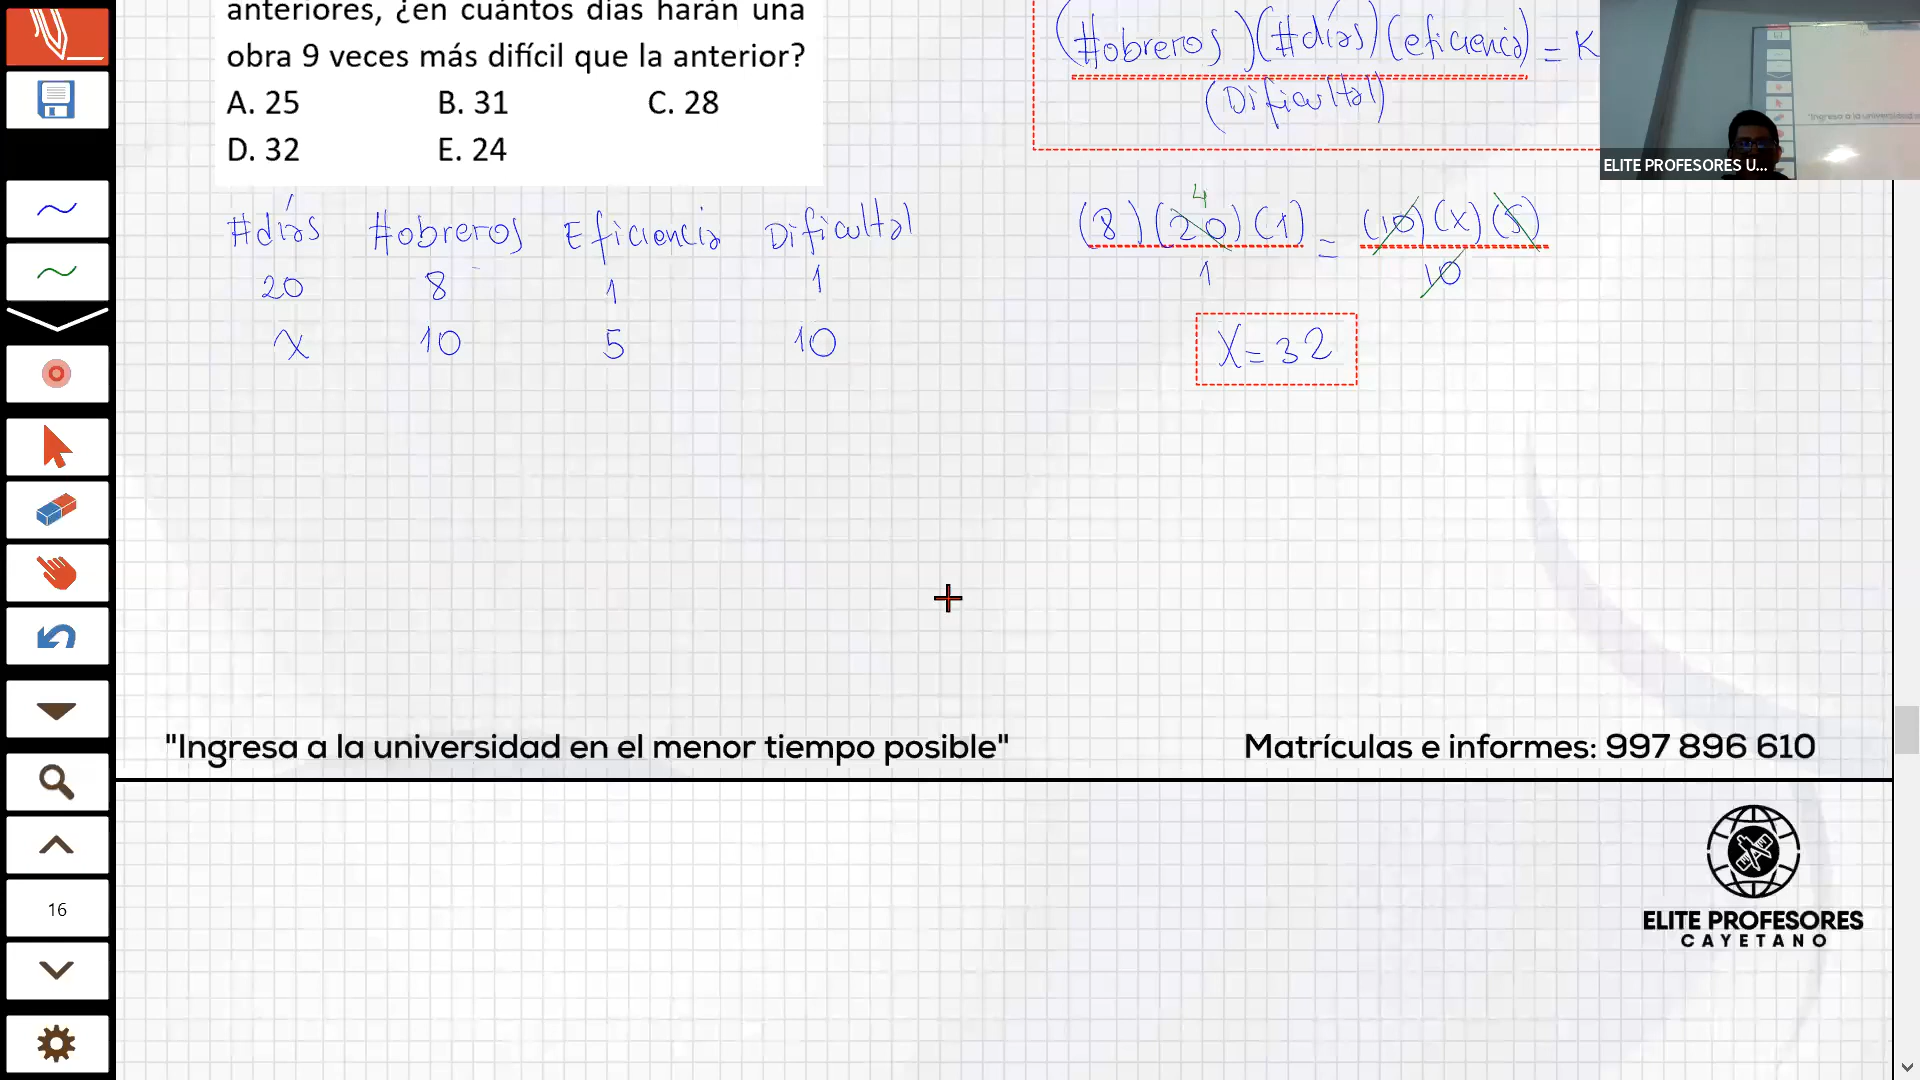 anteriores, ¿en cuántos días harán una
obra 9 veces más difícil que la anterior?
A. 25 B. 31 C. 28
D. 32 E. 24
(#obreros)(#días)(eficiencia) = K
(Dificultad)
ELITE PROFESORES U...
#días #obreros Eficiencia Dificultad
20 8 1 1
x 10 5 10
4
(8)(20)(1) = (10)(x)(5)
1 10
X = 32
"Ingresa a la universidad en el menor tiempo posible" Matrículas e informes: 997 896 610
16
ELITE PROFESORES
CAYETANO